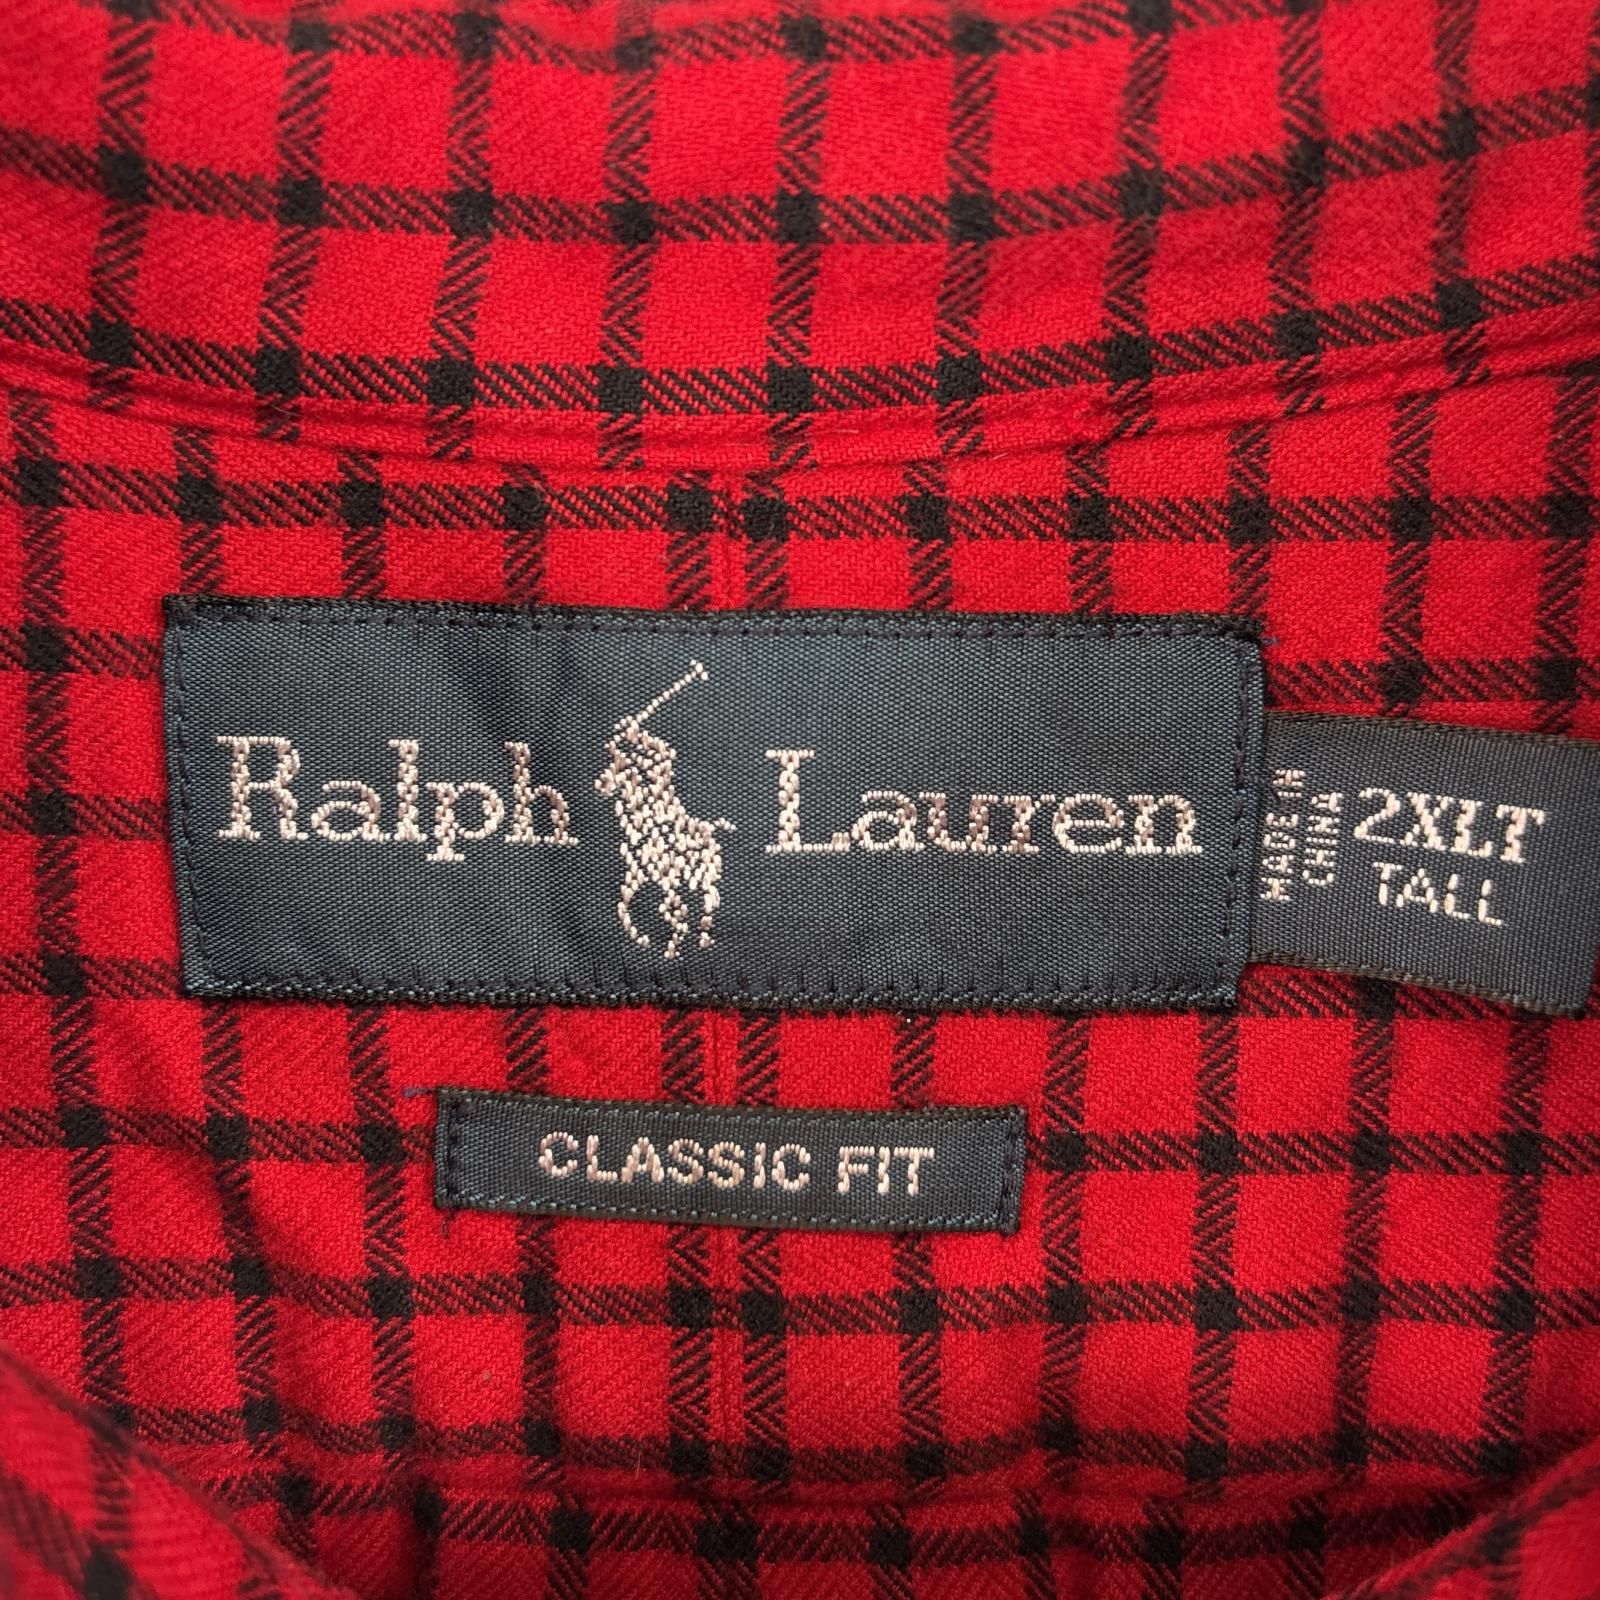 Ralph Lauren
MADE IN
CHINA
2XLT
TALL
CLASSIC FIT